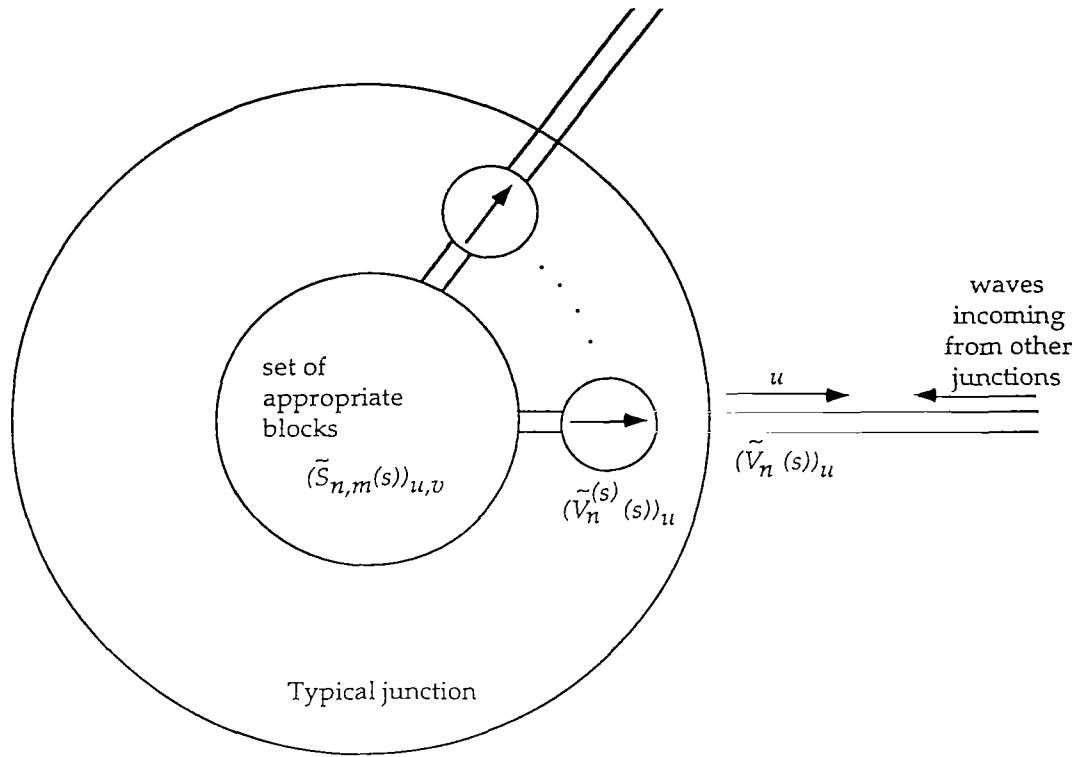 waves
incoming
from other
junctions
u
set of
appropriate
blocks
(S̃n,m(s))u,v
(Ṽn(s)(s))u
(Ṽn (s))u
Typical junction